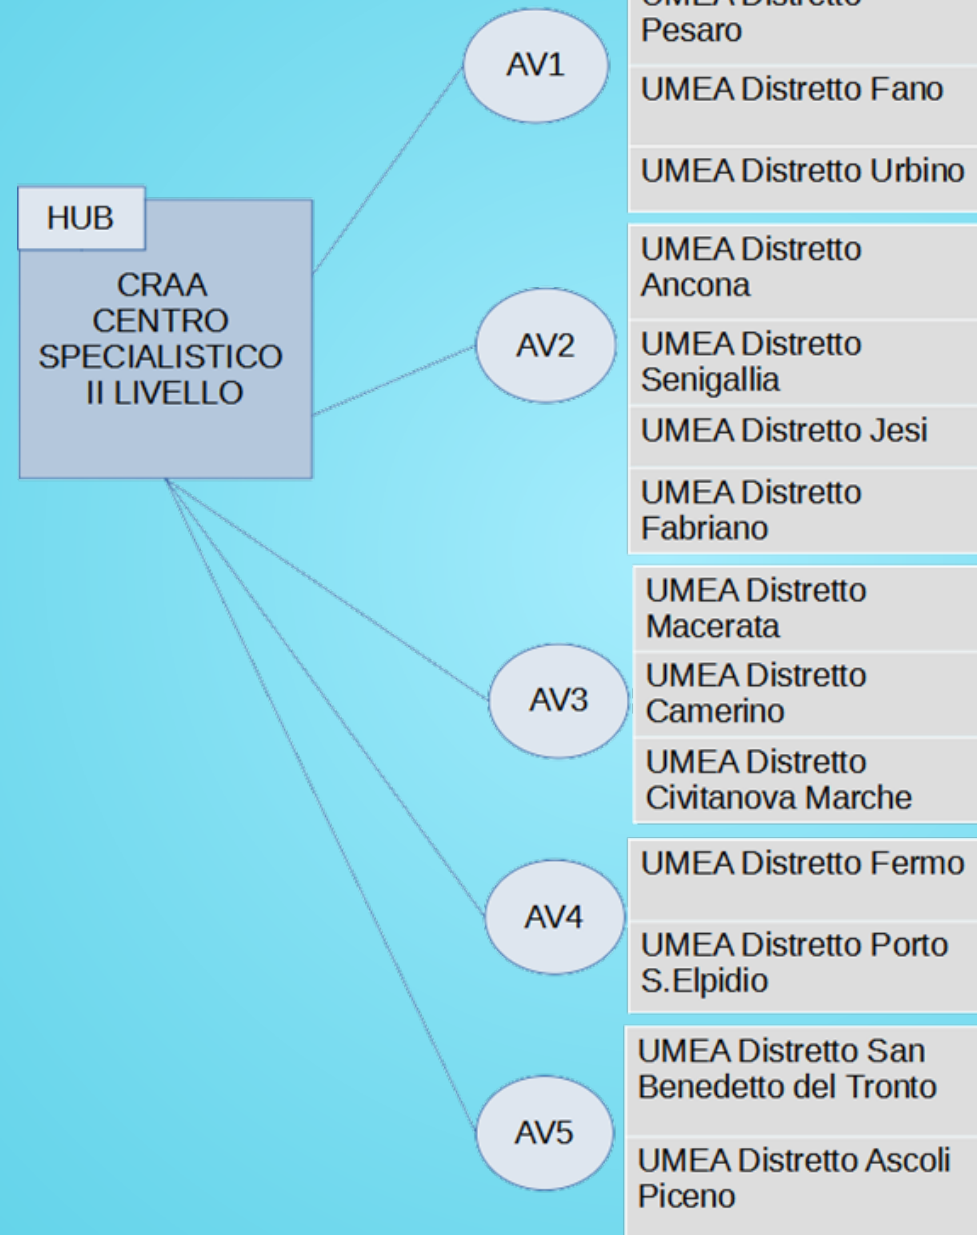 HUB
CRAA
CENTRO
SPECIALISTICO
II LIVELLO
AV1
UMEA Distretto
Pesaro
UMEA Distretto Fano
UMEA Distretto Urbino
AV2
UMEA Distretto
Ancona
UMEA Distretto
Senigallia
UMEA Distretto Jesi
UMEA Distretto
Fabriano
AV3
UMEA Distretto
Macerata
UMEA Distretto
Camerino
UMEA Distretto
Civitanova Marche
AV4
UMEA Distretto Fermo
UMEA Distretto Porto
S.Elpidio
AV5
UMEA Distretto San
Benedetto del Tronto
UMEA Distretto Ascoli
Piceno